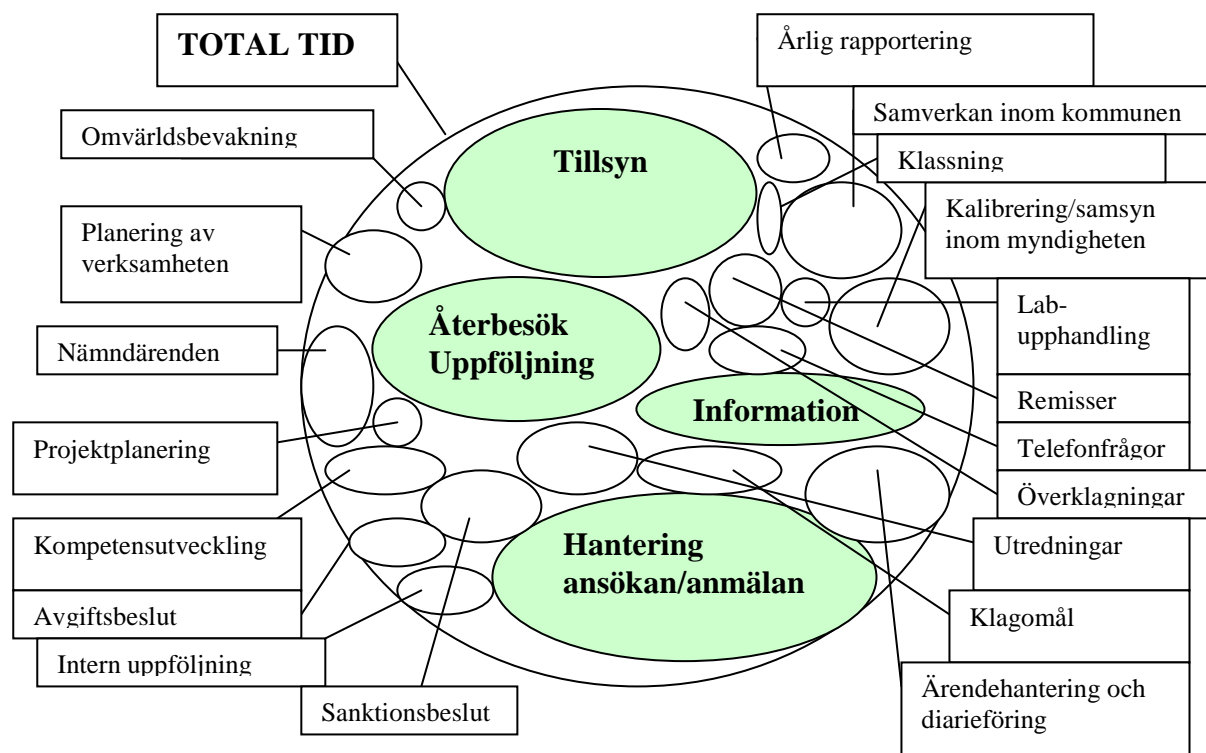 TOTAL TID
Årlig rapportering
Samverkan inom kommunen
Omvärldsbevakning
Tillsyn
Klassning
Kalibrering/samsyn
inom myndigheten
Planering av
verksamheten
Återbesök
Uppföljning
Lab-
upphandling
Nämndärenden
Information
Remisser
Projektplanering
Telefonfrågor
Överklagningar
Kompetensutveckling
Hantering
ansökan/anmälan
Utredningar
Avgiftsbeslut
Klagomål
Intern uppföljning
Sanktionsbeslut
Ärendehantering och
diarieföring